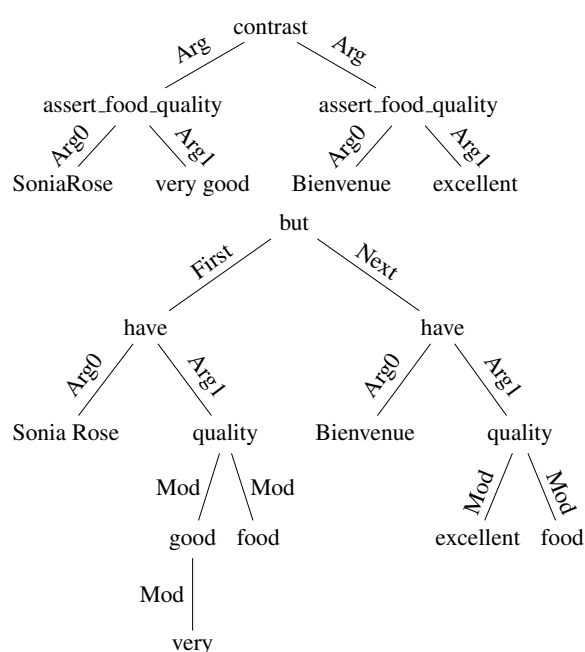 contrast
Arg Arg
assert_food_quality assert_food_quality
Arg0 Arg1 Arg0 Arg1
SoniaRose very good Bienvenue excellent
but
First Next
have have
Arg0 Arg1 Arg0 Arg1
Sonia Rose quality Bienvenue quality
Mod Mod Mod Mod
good food excellent food
Mod
very